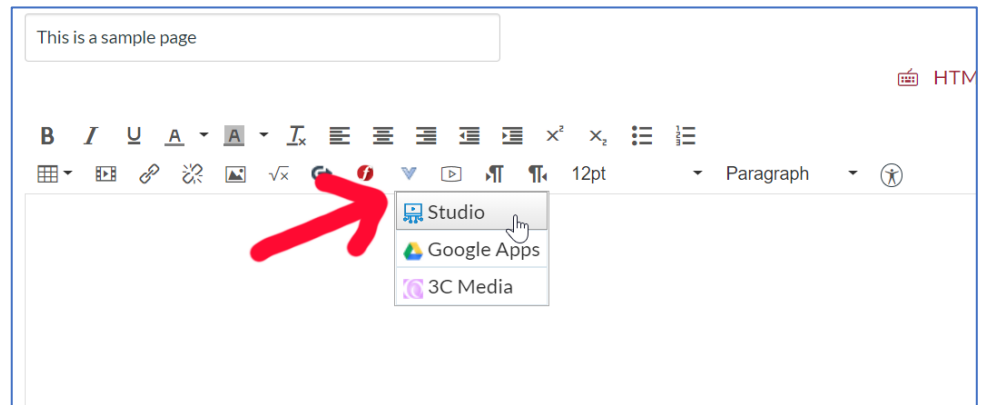 This is a sample page
HTM
12pt Paragraph
Studio
Google Apps
3C Media